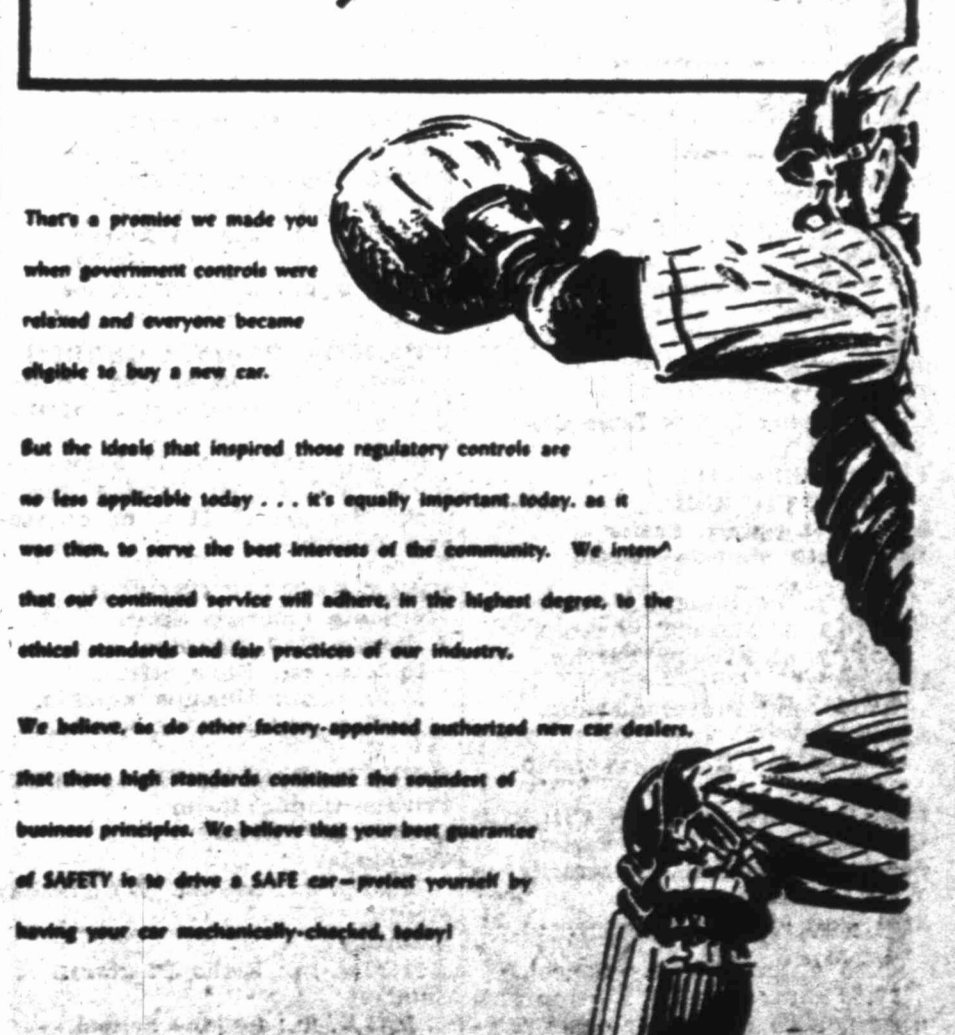 That's a promise we made you
when government controls were
relaxed and everyone became
eligible to buy a new car.
But the ideals that inspired those regulatory controls are
no less applicable today . . . it's equally important today, as it
was then, to serve the best interests of the community. We inten
that our continued service will adhere, in the highest degree, to the
ethical standards and fair practices of our industry.
We believe, as do other factory-appointed authorized new car dealers,
that these high standards constitute the soundest of
business principles. We believe that your best guarantee
of SAFETY is to drive a SAFE car—protect yourself by
having your car mechanically-checked, today!